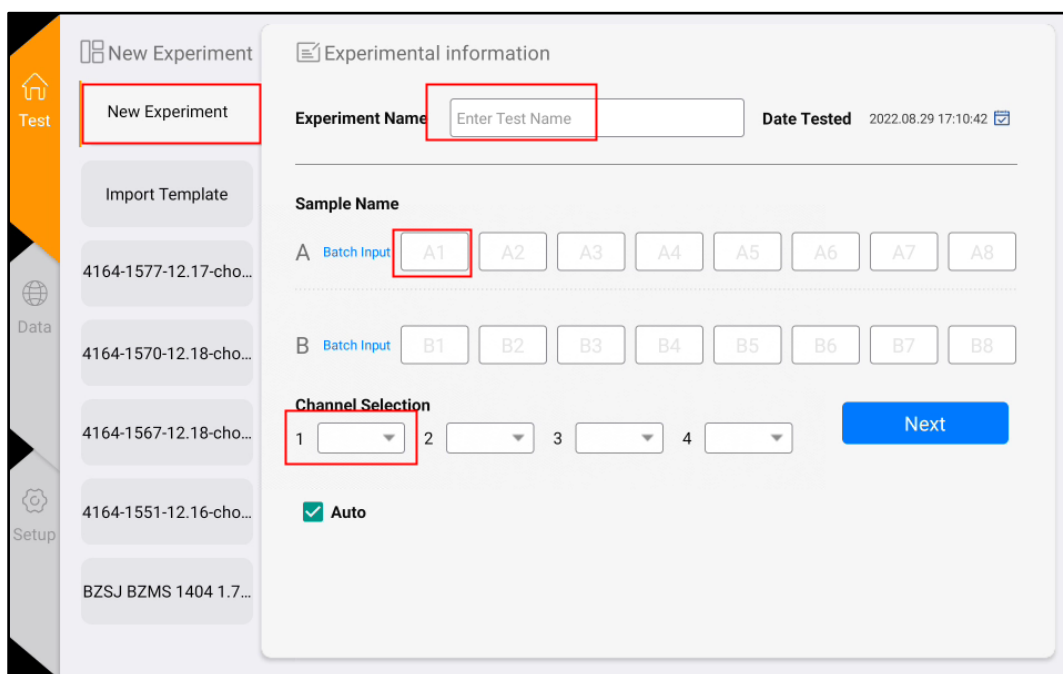 New Experiment
Experimental information
Test
New Experiment
Experiment Name
Enter Test Name
Date Tested 2022.08.29 17:10:42
Import Template
Sample Name
A Batch Input A1 A2 A3 A4 A5 A6 A7 A8
4164-1577-12.17-cho...
Data
B Batch Input B1 B2 B3 B4 B5 B6 B7 B8
4164-1570-12.18-cho...
Channel Selection
1 2 3 4
Next
4164-1567-12.18-cho...
Setup
4164-1551-12.16-cho...
Auto
BZSJ BZMS 1404 1.7...